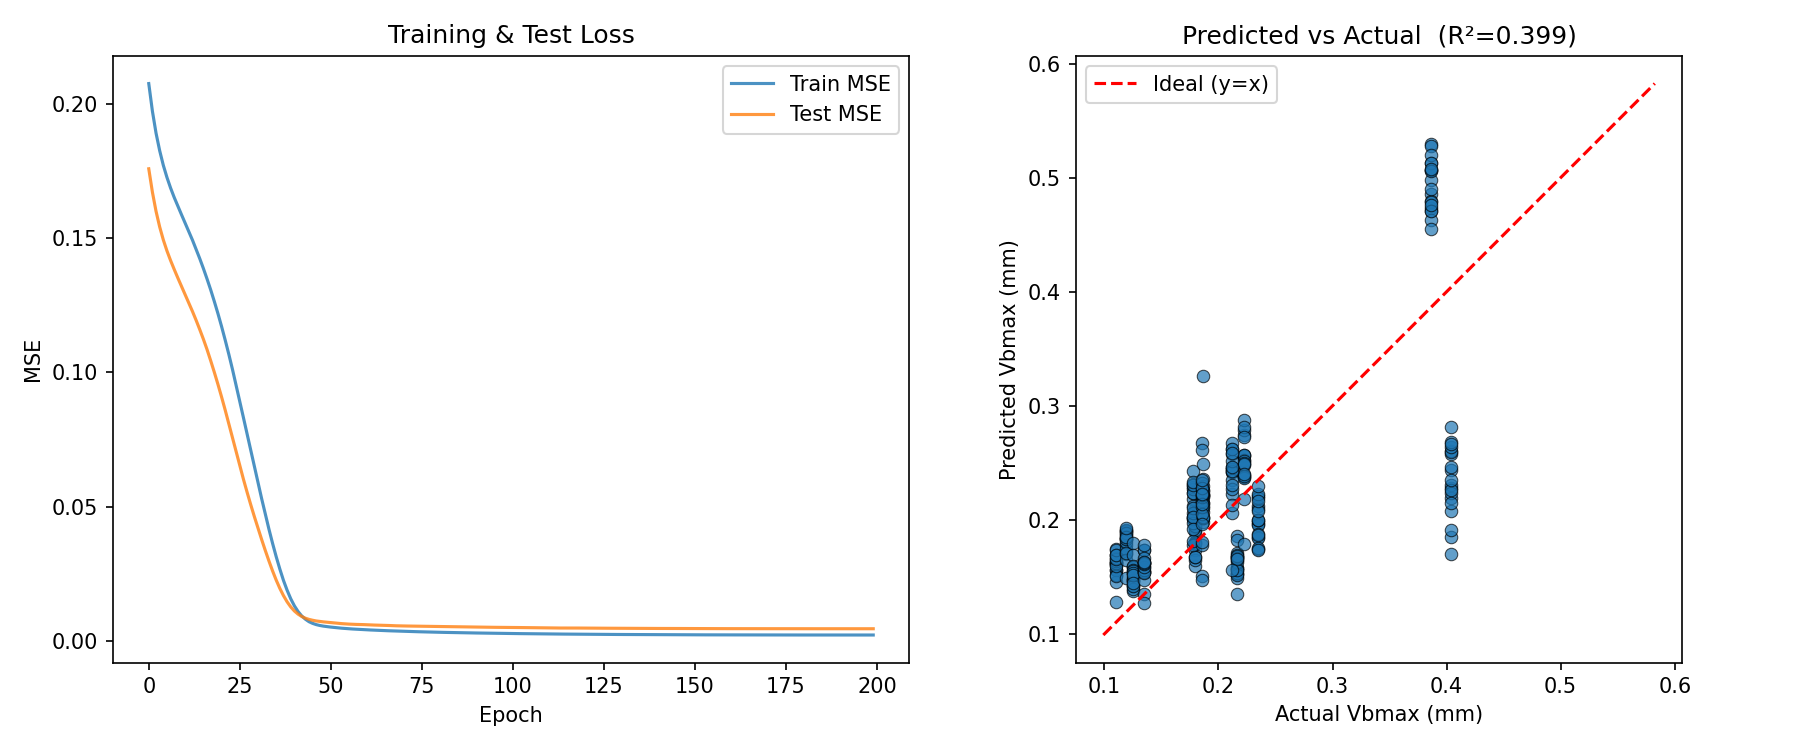 Training & Test Loss
Train MSE
Test MSE
MSE
0.20
0.15
0.10
0.05
0.00
0 25 50 75 100 125 150 175 200
Epoch
Predicted vs Actual (R²=0.399)
Ideal (y=x)
Predicted Vbmax (mm)
0.6
0.5
0.4
0.3
0.2
0.1
0.1 0.2 0.3 0.4 0.5 0.6
Actual Vbmax (mm)